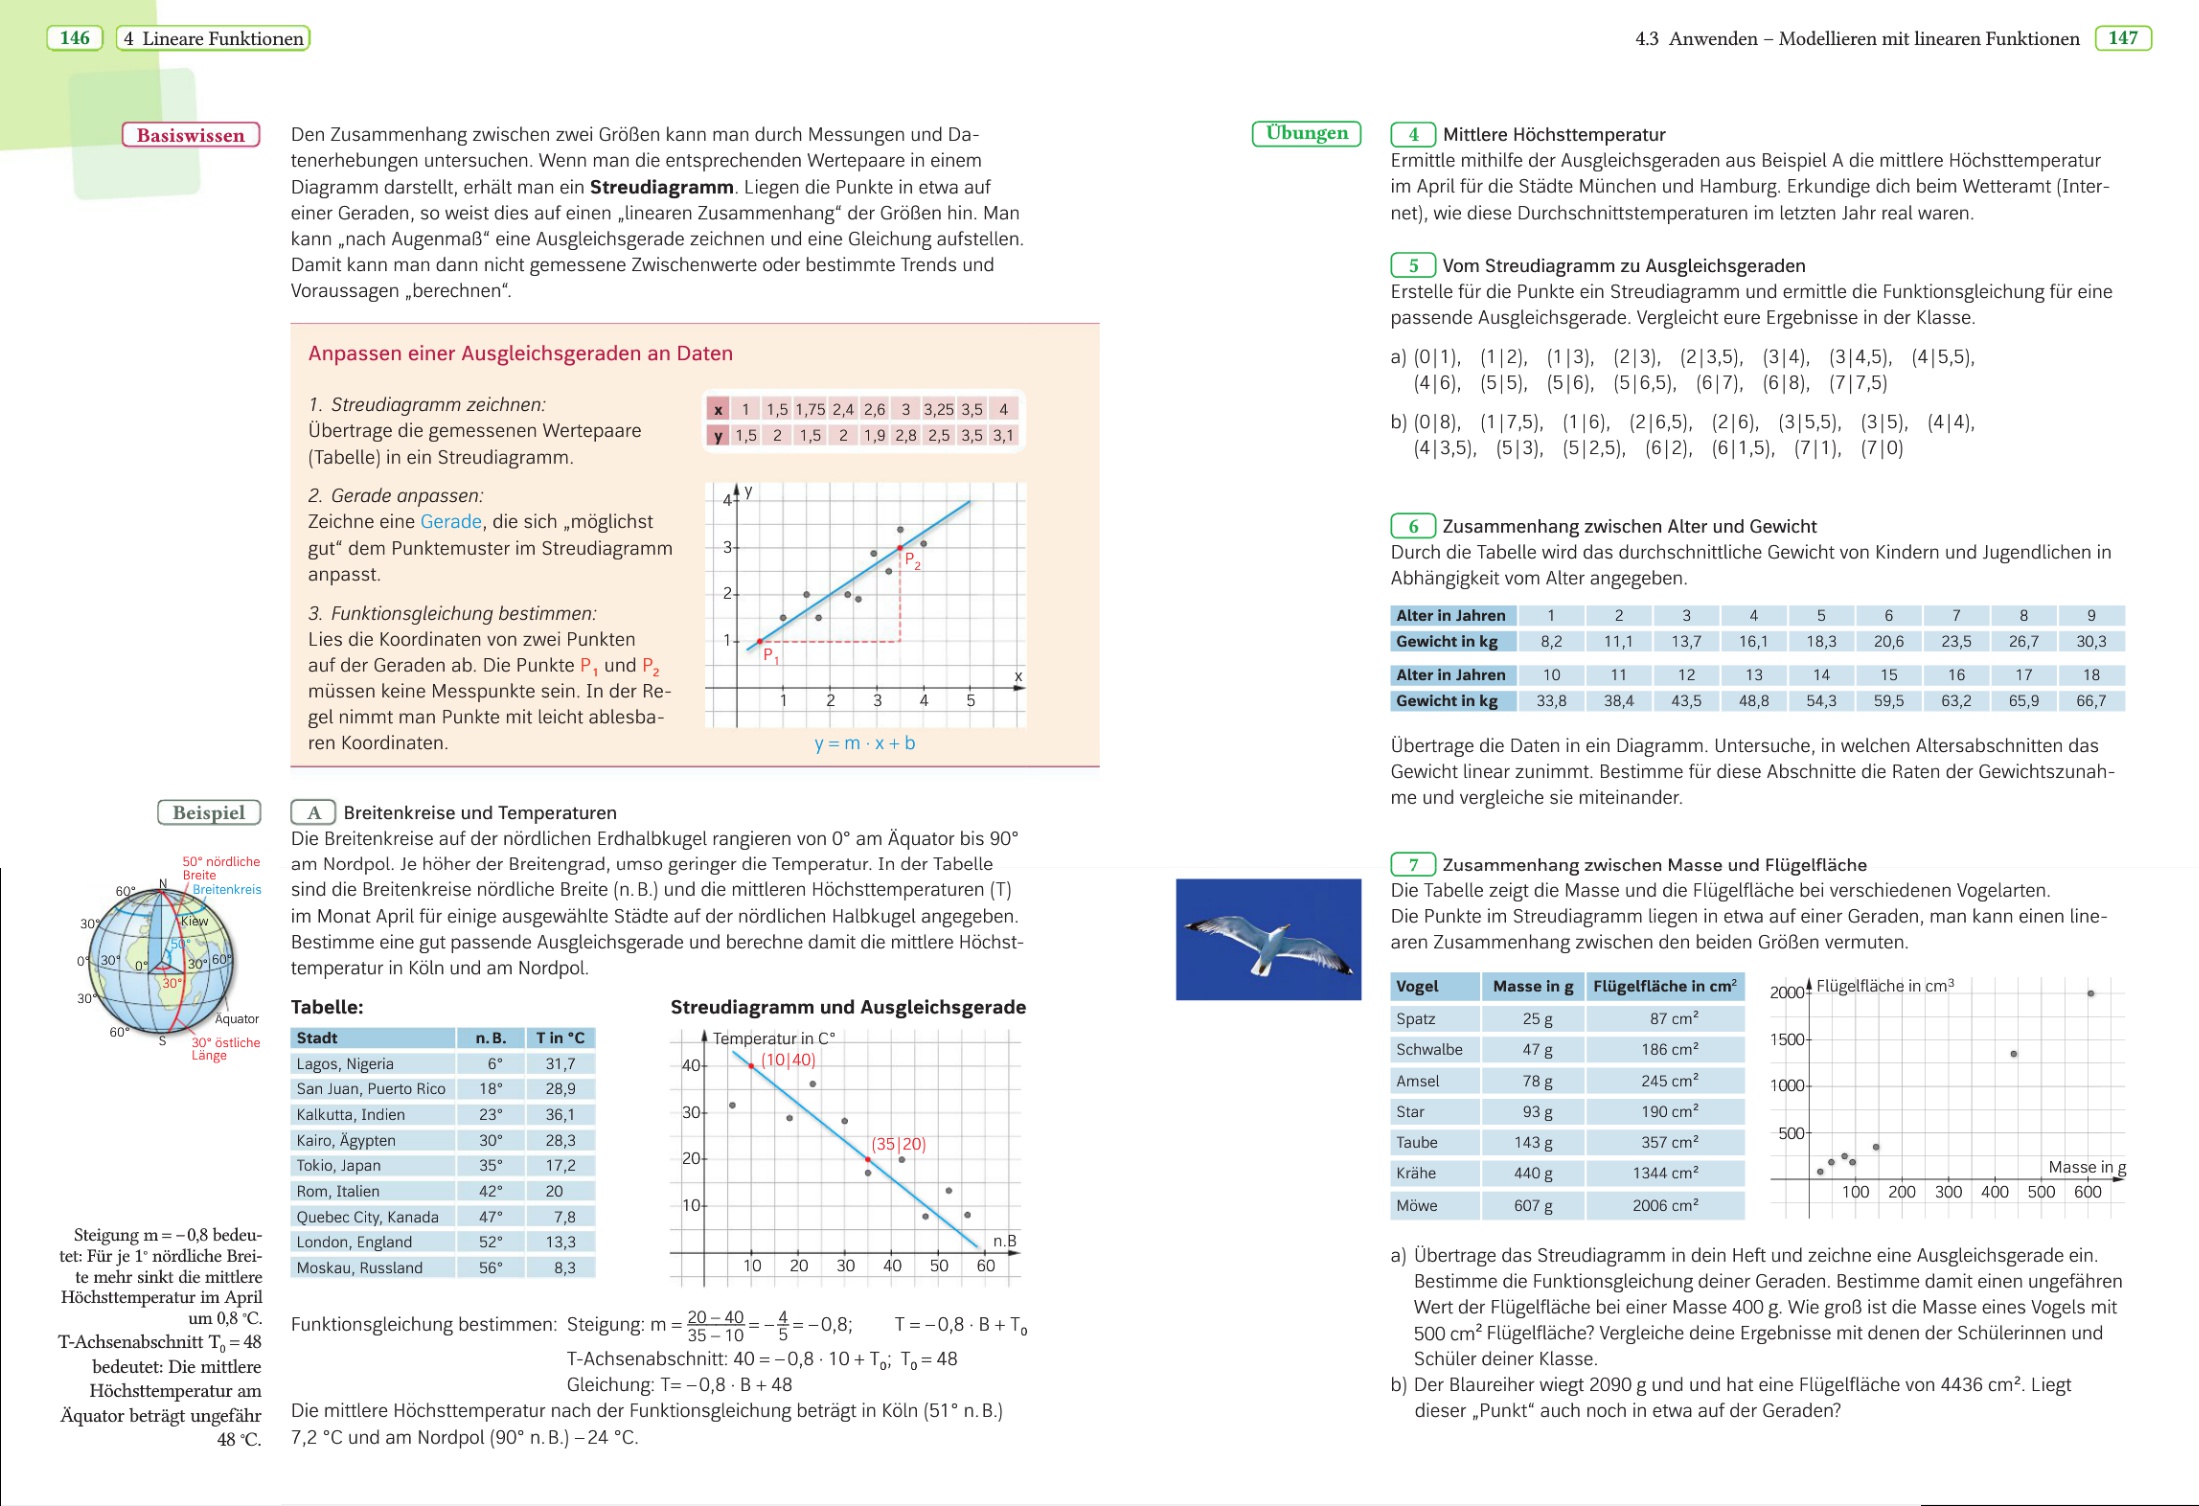 146 4 Lineare Funktionen
Basiswissen
Den Zusammenhang zwischen zwei Größen kann man durch Messungen und Da-
tenerhebungen untersuchen. Wenn man die entsprechenden Wertepaare in einem
Diagramm darstellt, erhält man ein Streudiagramm. Liegen die Punkte in etwa auf
einer Geraden, so weist dies auf einen „linearen Zusammenhang“ der Größen hin. Man
kann „nach Augenmaß“ eine Ausgleichsgerade zeichnen und eine Gleichung aufstellen.
Damit kann man dann nicht gemessene Zwischenwerte oder bestimmte Trends und
Voraussagen „berechnen“.
Anpassen einer Ausgleichsgeraden an Daten
1. Streudiagramm zeichnen:
Übertrage die gemessenen Wertepaare
(Tabelle) in ein Streudiagramm.
2. Gerade anpassen:
Zeichne eine Gerade, die sich „möglichst
gut“ dem Punktemuster im Streudiagramm
anpasst.
3. Funktionsgleichung bestimmen:
Lies die Koordinaten von zwei Punkten
auf der Geraden ab. Die Punkte P₁ und P₂
müssen keine Messpunkte sein. In der Re-
gel nimmt man Punkte mit leicht ablesba-
ren Koordinaten.
x 1 1,5 1,75 2,4 2,6 3 3,25 3,5 4
y 1,5 2 1,5 2 1,9 2,8 2,5 3,5 3,1
y
4
3
2
1
P₂
P₁
x
1 2 3 4 5
y = m · x + b
Beispiel
A Breitenkreise und Temperaturen
Die Breitenkreise auf der nördlichen Erdhalbkugel rangieren von 0° am Äquator bis 90°
am Nordpol. Je höher der Breitengrad, umso geringer die Temperatur. In der Tabelle
sind die Breitenkreise nördliche Breite (n. B.) und die mittleren Höchsttemperaturen (T)
im Monat April für einige ausgewählte Städte auf der nördlichen Halbkugel angegeben.
Bestimme eine gut passende Ausgleichsgerade und berechne damit die mittlere Höchst-
temperatur in Köln und am Nordpol.
50° nördliche
Breite
Breitenkreis
60°
N
30°
Kiew
50°
0° 30° 0° 30° 60°
30°
30°
Äquator
60°
S
30° östliche
Länge
Tabelle:
Stadt n. B. T in °C
Lagos, Nigeria 6° 31,7
San Juan, Puerto Rico 18° 28,9
Kalkutta, Indien 23° 36,1
Kairo, Ägypten 30° 28,3
Tokio, Japan 35° 17,2
Rom, Italien 42° 20
Quebec City, Kanada 47° 7,8
London, England 52° 13,3
Moskau, Russland 56° 8,3
Streudiagramm und Ausgleichsgerade
Temperatur in C°
40
30
20
10
(10|40)
(35|20)
n.B
10 20 30 40 50 60
Steigung m = −0,8 bedeu-
tet: Für je 1° nördliche Brei-
te mehr sinkt die mittlere
Höchsttemperatur im April
um 0,8 °C.
T-Achsenabschnitt T₀ = 48
bedeutet: Die mittlere
Höchsttemperatur am
Äquator beträgt ungefähr
48 °C.
Funktionsgleichung bestimmen: Steigung: m = (20 − 40)/(35 − 10) = −4/5 = −0,8; T = −0,8 · B + T₀
T-Achsenabschnitt: 40 = −0,8 · 10 + T₀; T₀ = 48
Gleichung: T= −0,8 · B + 48
Die mittlere Höchsttemperatur nach der Funktionsgleichung beträgt in Köln (51° n. B.)
7,2 °C und am Nordpol (90° n. B.) −24 °C.
4.3 Anwenden – Modellieren mit linearen Funktionen 147
Übungen
4 Mittlere Höchsttemperatur
Ermittle mithilfe der Ausgleichsgeraden aus Beispiel A die mittlere Höchsttemperatur
im April für die Städte München und Hamburg. Erkundige dich beim Wetteramt (Inter-
net), wie diese Durchschnittstemperaturen im letzten Jahr real waren.
5 Vom Streudiagramm zu Ausgleichsgeraden
Erstelle für die Punkte ein Streudiagramm und ermittle die Funktionsgleichung für eine
passende Ausgleichsgerade. Vergleicht eure Ergebnisse in der Klasse.
a) (0|1), (1|2), (1|3), (2|3), (2|3,5), (3|4), (3|4,5), (4|5,5),
(4|6), (5|5), (5|6), (5|6,5), (6|7), (6|8), (7|7,5)
b) (0|8), (1|7,5), (1|6), (2|6,5), (2|6), (3|5,5), (3|5), (4|4),
(4|3,5), (5|3), (5|2,5), (6|2), (6|1,5), (7|1), (7|0)
6 Zusammenhang zwischen Alter und Gewicht
Durch die Tabelle wird das durchschnittliche Gewicht von Kindern und Jugendlichen in
Abhängigkeit vom Alter angegeben.
Alter in Jahren 1 2 3 4 5 6 7 8 9
Gewicht in kg 8,2 11,1 13,7 16,1 18,3 20,6 23,5 26,7 30,3
Alter in Jahren 10 11 12 13 14 15 16 17 18
Gewicht in kg 33,8 38,4 43,5 48,8 54,3 59,5 63,2 65,9 66,7
Übertrage die Daten in ein Diagramm. Untersuche, in welchen Altersabschnitten das
Gewicht linear zunimmt. Bestimme für diese Abschnitte die Raten der Gewichtszunah-
me und vergleiche sie miteinander.
7 Zusammenhang zwischen Masse und Flügelfläche
Die Tabelle zeigt die Masse und die Flügelfläche bei verschiedenen Vogelarten.
Die Punkte im Streudiagramm liegen in etwa auf einer Geraden, man kann einen line-
aren Zusammenhang zwischen den beiden Größen vermuten.
Vogel Masse in g Flügelfläche in cm²
Spatz 25 g 87 cm²
Schwalbe 47 g 186 cm²
Amsel 78 g 245 cm²
Star 93 g 190 cm²
Taube 143 g 357 cm²
Krähe 440 g 1344 cm²
Möwe 607 g 2006 cm²
Flügelfläche in cm³
2000
1500
1000
500
Masse in g
100 200 300 400 500 600
a) Übertrage das Streudiagramm in dein Heft und zeichne eine Ausgleichsgerade ein.
Bestimme die Funktionsgleichung deiner Geraden. Bestimme damit einen ungefähren
Wert der Flügelfläche bei einer Masse 400 g. Wie groß ist die Masse eines Vogels mit
500 cm² Flügelfläche? Vergleiche deine Ergebnisse mit denen der Schülerinnen und
Schüler deiner Klasse.
b) Der Blaureiher wiegt 2090 g und und hat eine Flügelfläche von 4436 cm². Liegt
dieser „Punkt“ auch noch in etwa auf der Geraden?